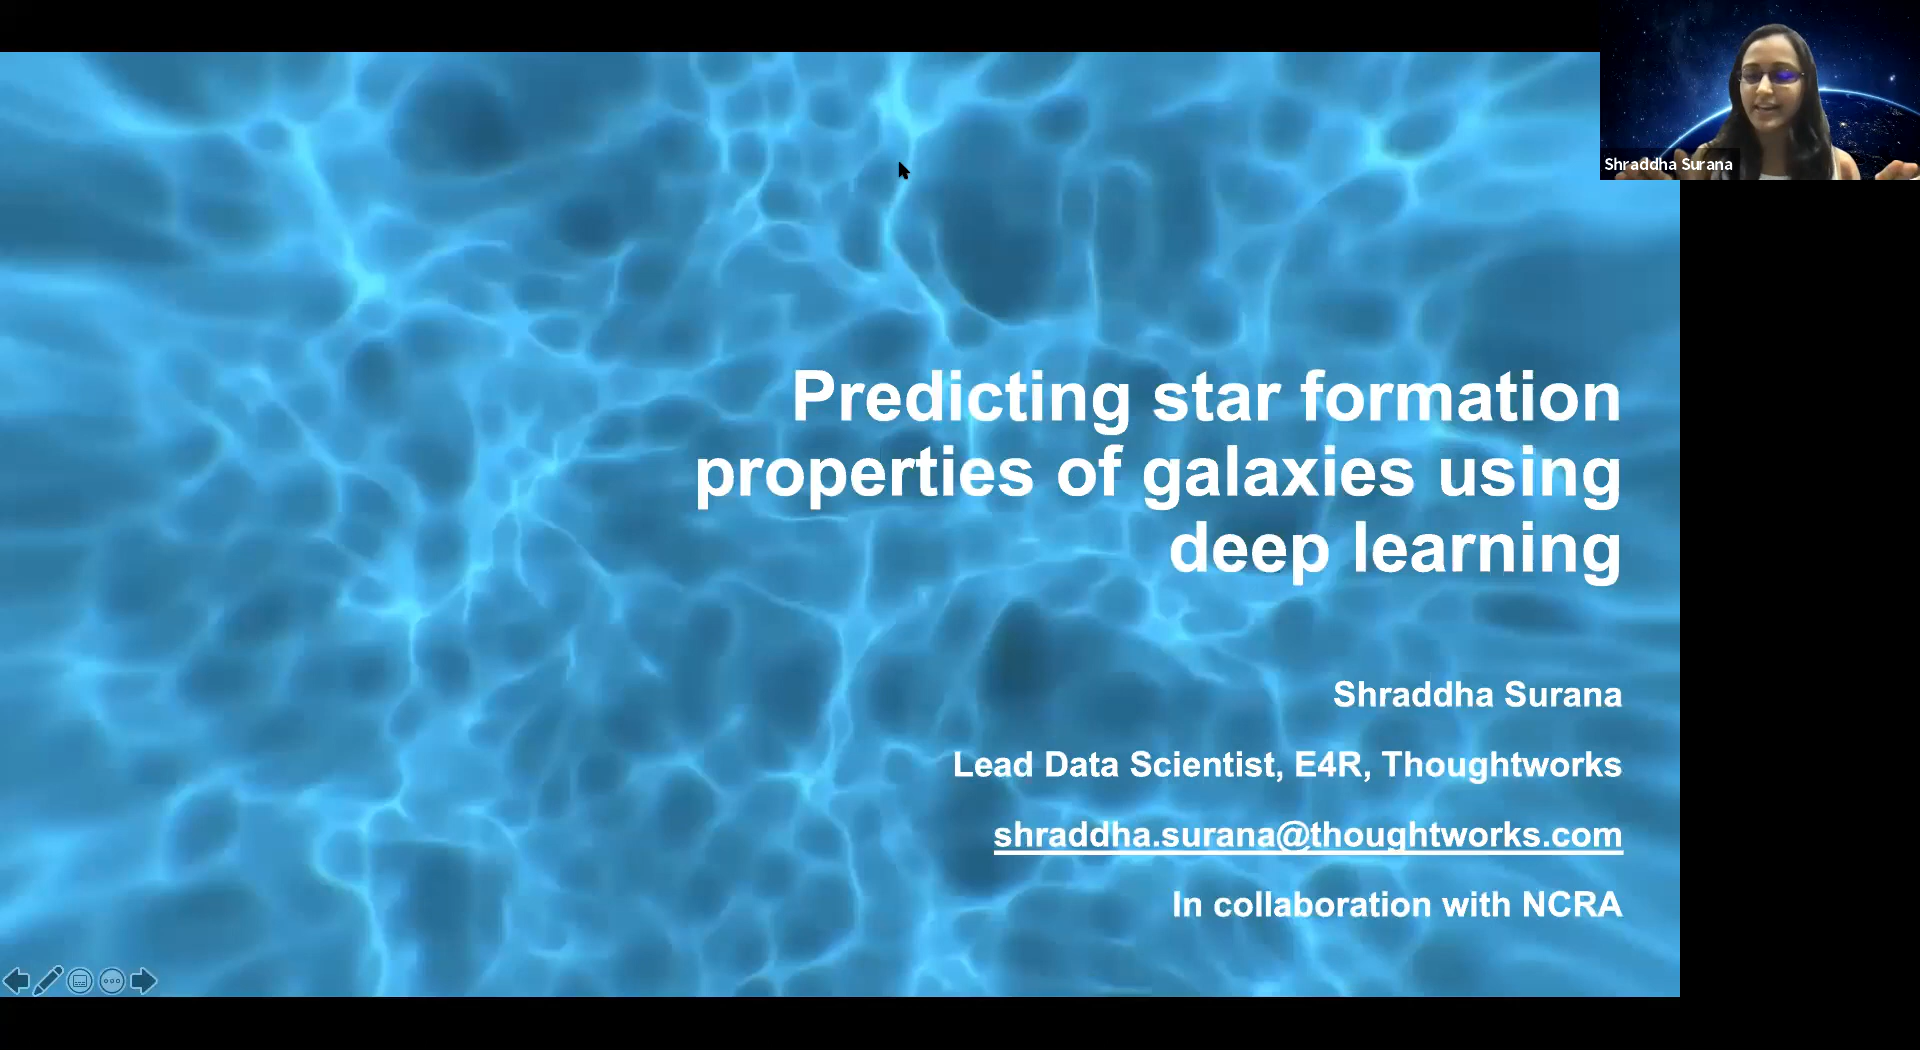 Shraddha Surana
Predicting star formation
properties of galaxies using
deep learning
Shraddha Surana
Lead Data Scientist, E4R, Thoughtworks
shraddha.surana@thoughtworks.com
In collaboration with NCRA